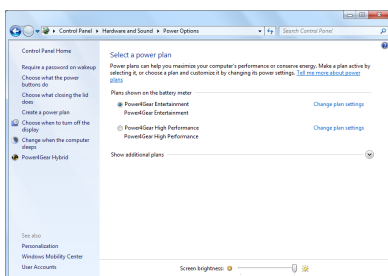 Control Panel ▸ Hardware and Sound ▸ Power Options
Search Control Panel
Control Panel Home
Require a password on wakeup
Choose what the power
buttons do
Choose what closing the lid
does
Create a power plan
Choose when to turn off the
display
Change when the computer
sleeps
Power4Gear Hybrid
See also
Personalization
Windows Mobility Center
User Accounts
Select a power plan
Power plans can help you maximize your computer's performance or conserve energy. Make a plan active by
selecting it, or choose a plan and customize it by changing its power settings. Tell me more about power
plans
Plans shown on the battery meter
Power4Gear Entertainment Change plan settings
Power4Gear Entertainment
Power4Gear High Performance Change plan settings
Power4Gear High Performance
Show additional plans
Screen brightness: